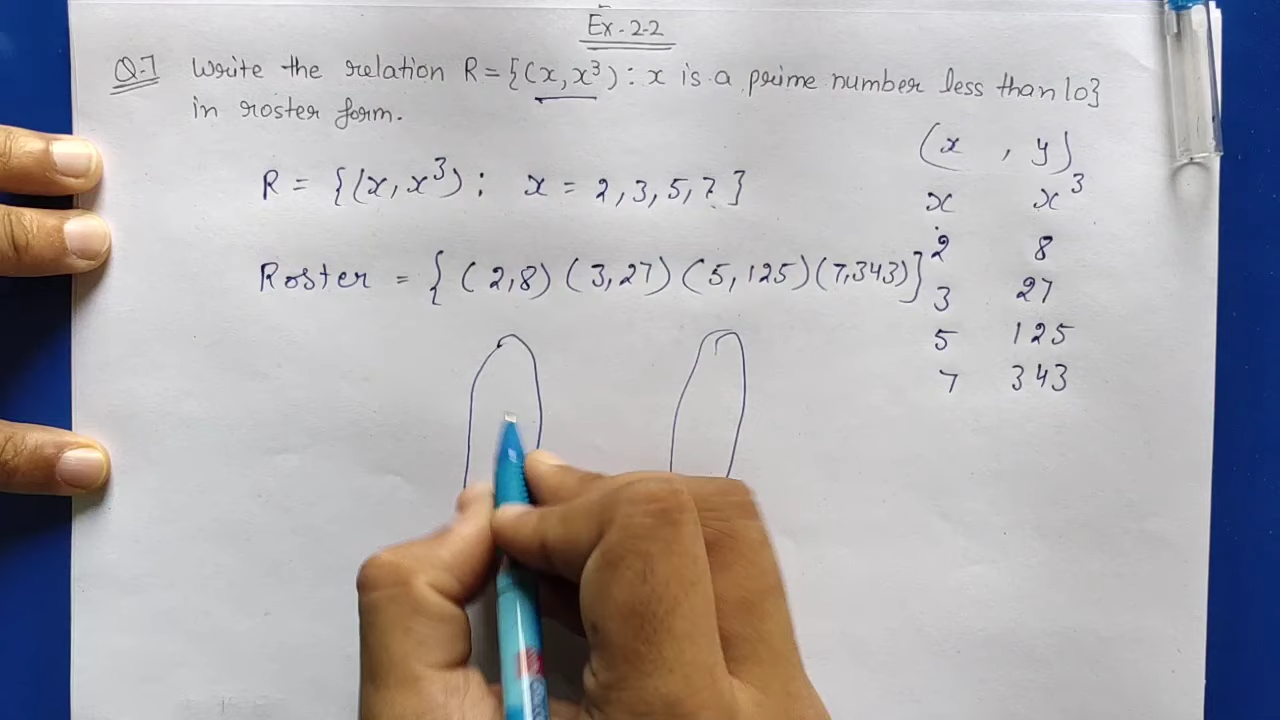 Ex-2.2
Q.7 Write the relation R = {(x, x³) : x is a prime number less than 10}
in roster form.
R = {(x, x³) : x = 2, 3, 5, 7}
Roster = { (2,8) (3,27) (5,125) (7,343)}
(x , y)
x x³
2 8
3 27
5 125
7 343